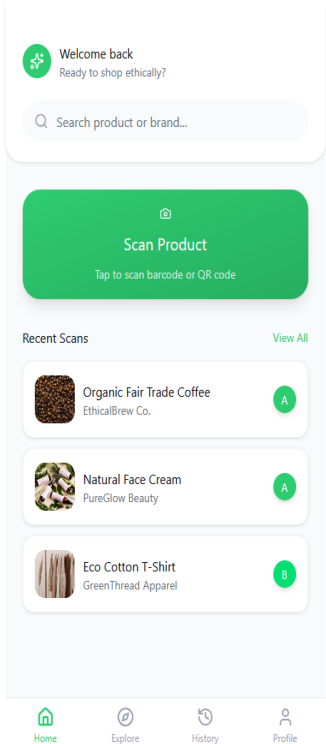 Welcome back
Ready to shop ethically?
Search product or brand...
Scan Product
Tap to scan barcode or QR code
Recent Scans
View All
Organic Fair Trade Coffee
EthicalBrew Co.
A
Natural Face Cream
PureGlow Beauty
A
Eco Cotton T-Shirt
GreenThread Apparel
B
Home
Explore
History
Profile